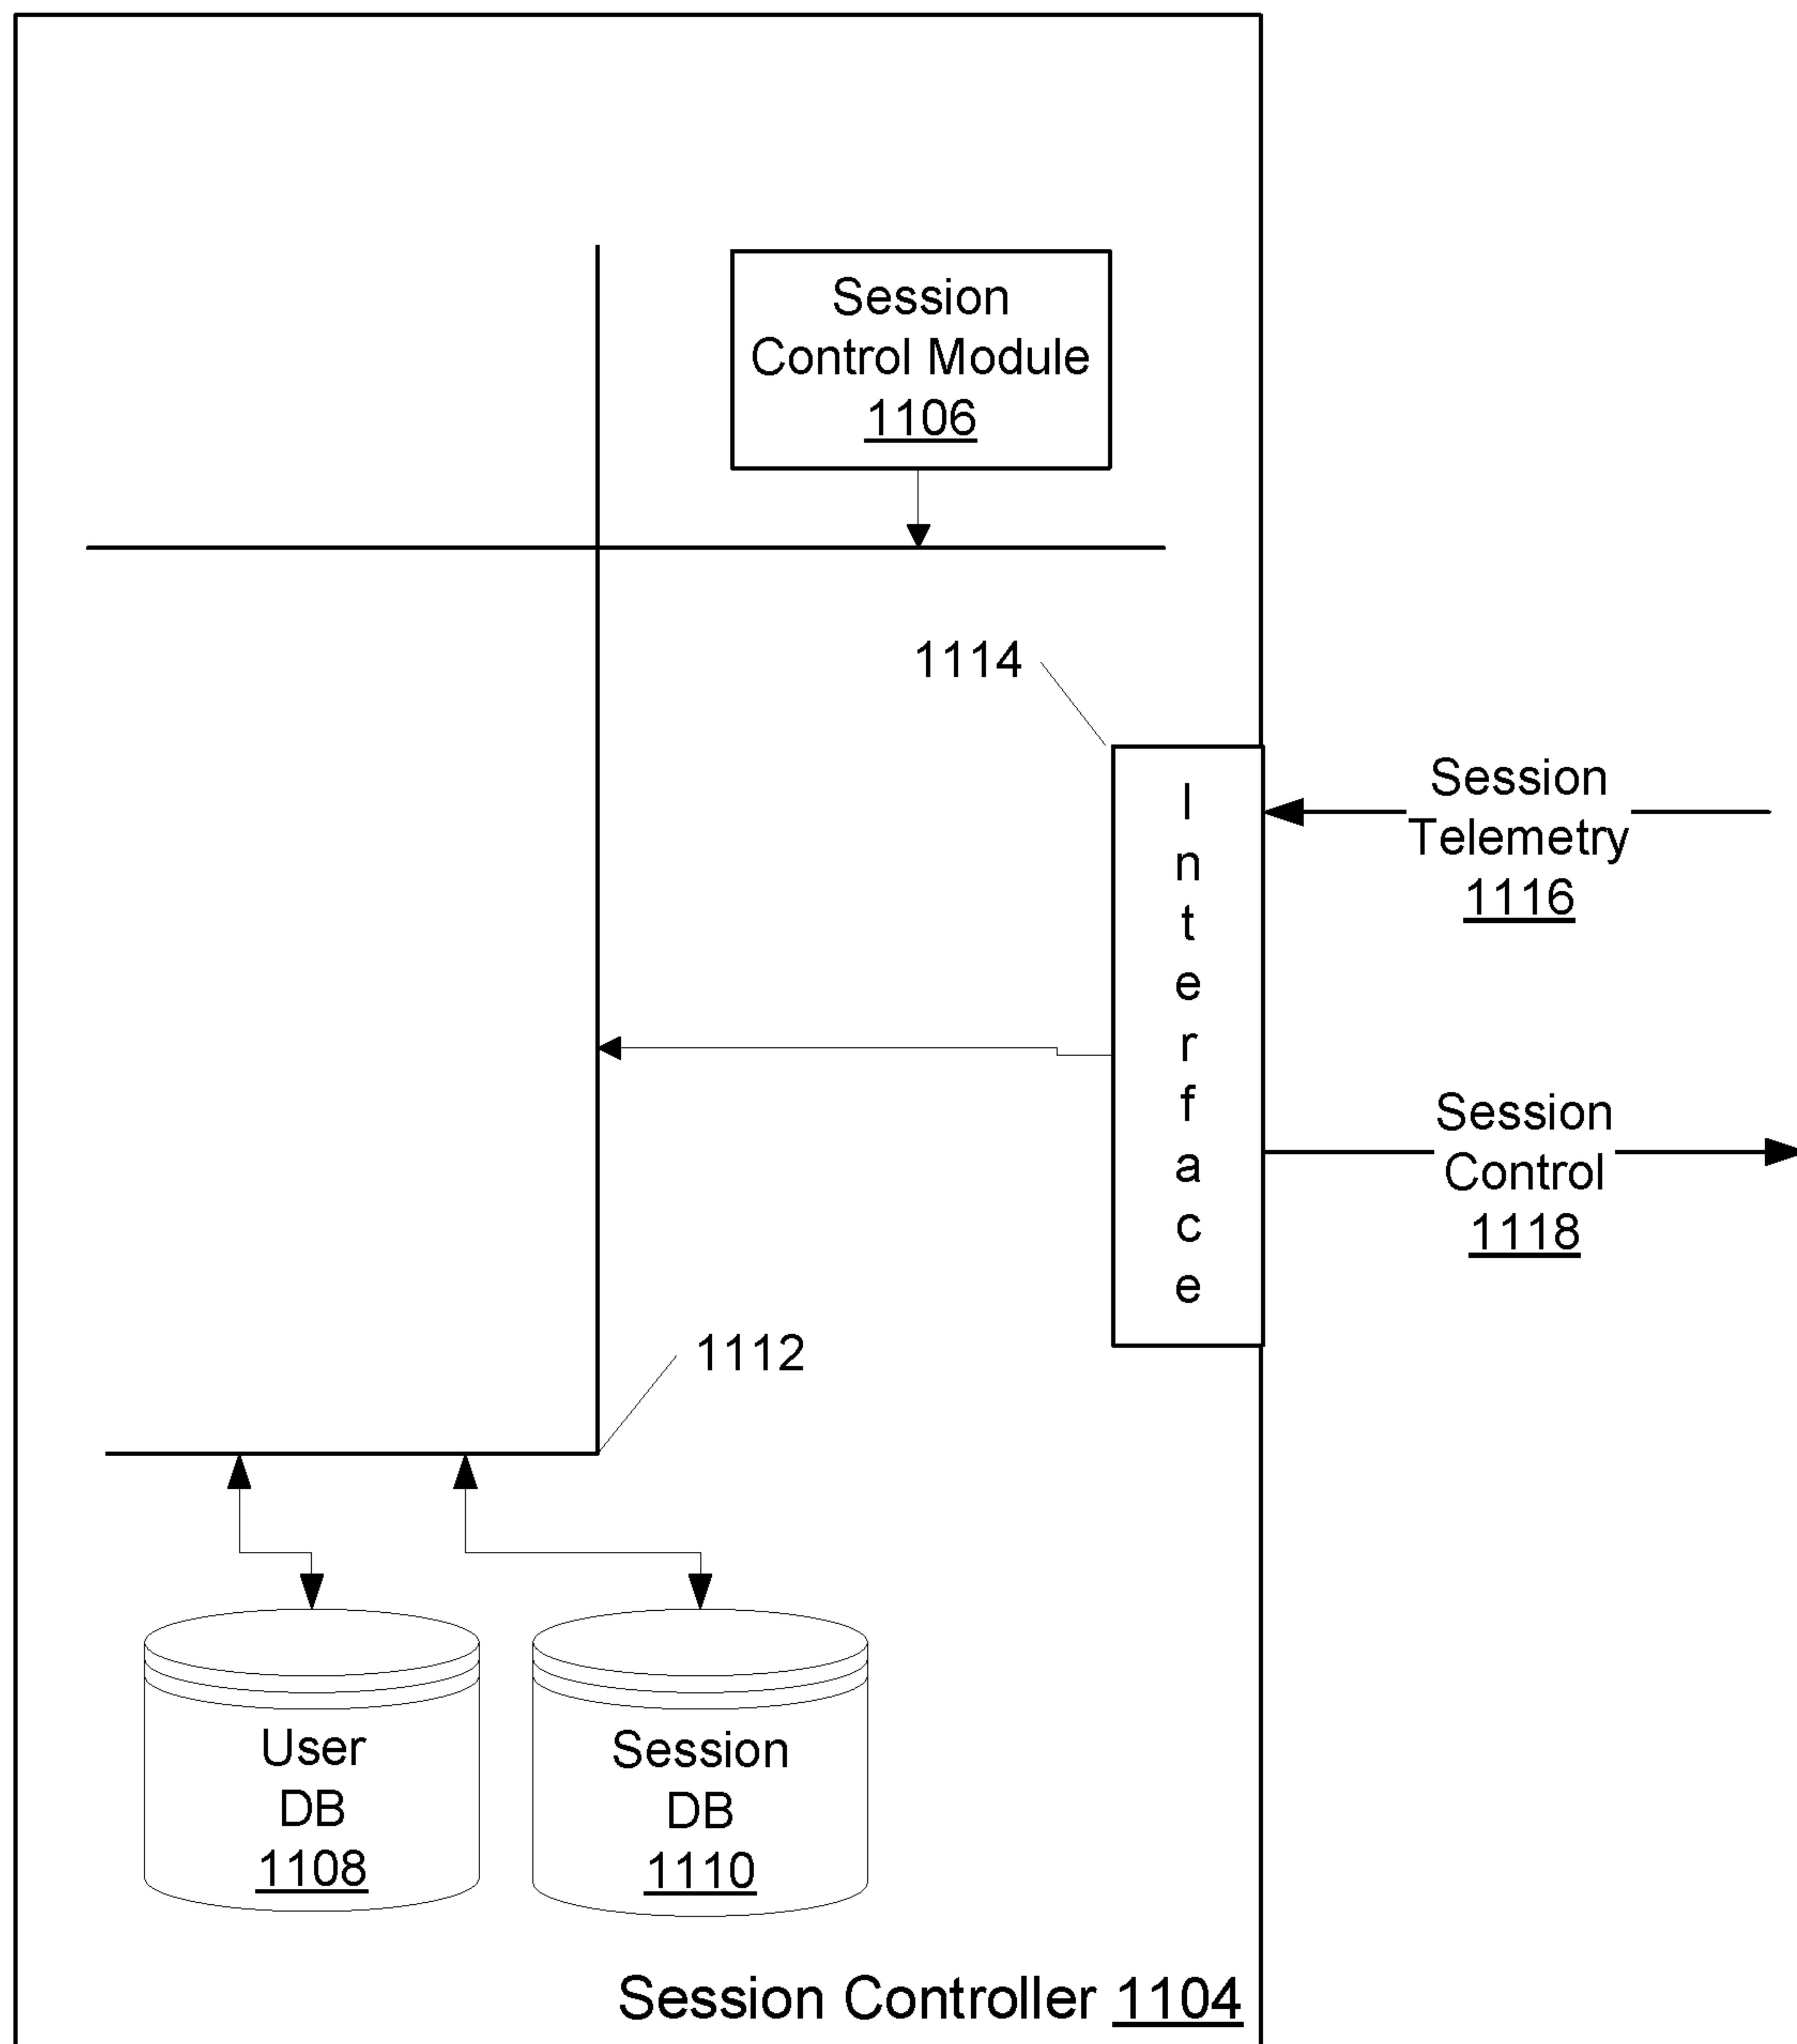 Session
Control Module
1106
1114
Interface
Session
Telemetry
1116
Session
Control
1118
1112
User
DB
1108
Session
DB
1110
Session Controller 1104